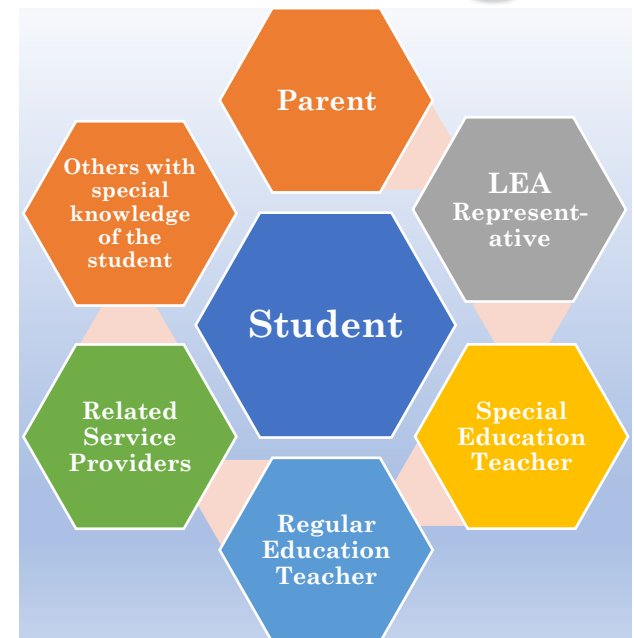 Parent
Others with
special
knowledge
of the
student
LEA
Represent-
ative
Student
Related
Service
Providers
Special
Education
Teacher
Regular
Education
Teacher